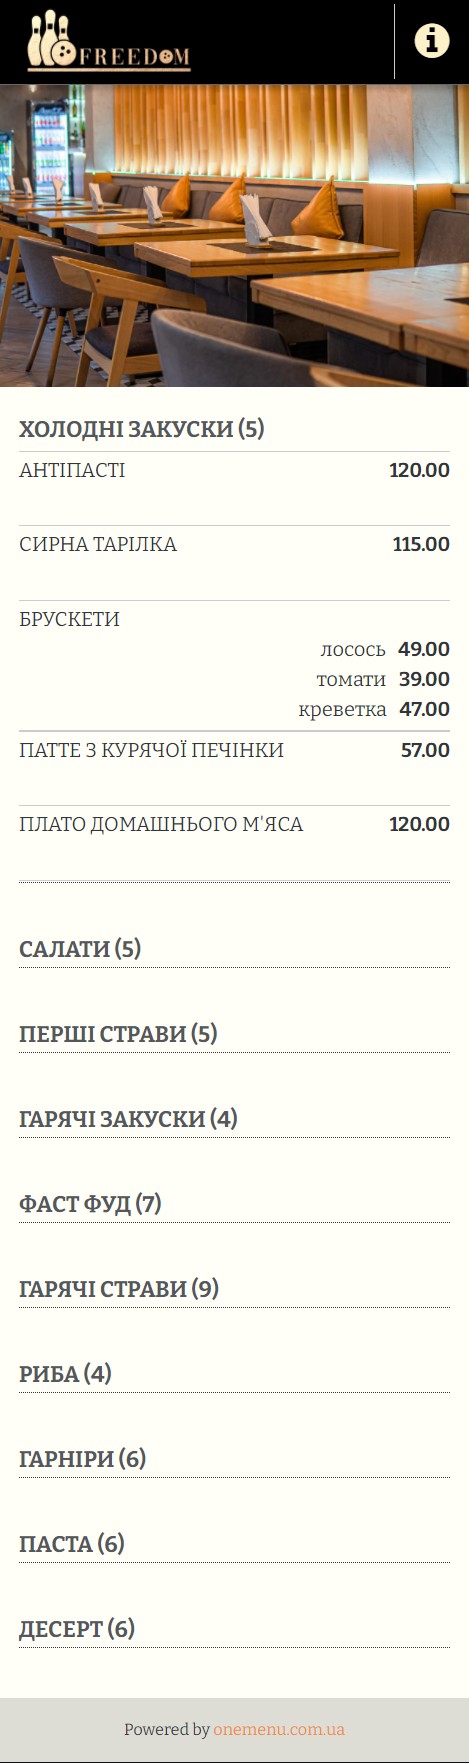 FREEDOM
ХОЛОДНІ ЗАКУСКИ (5)
АНТІПАСТІ 120.00
СИРНА ТАРІЛКА 115.00
БРУСКЕТИ
лосось 49.00
томати 39.00
креветка 47.00
ПАТТЕ З КУРЯЧОЇ ПЕЧІНКИ 57.00
ПЛАТО ДОМАШНЬОГО М'ЯСА 120.00
САЛАТИ (5)
ПЕРШІ СТРАВИ (5)
ГАРЯЧІ ЗАКУСКИ (4)
ФАСТ ФУД (7)
ГАРЯЧІ СТРАВИ (9)
РИБА (4)
ГАРНІРИ (6)
ПАСТА (6)
ДЕСЕРТ (6)
Powered by onemenu.com.ua